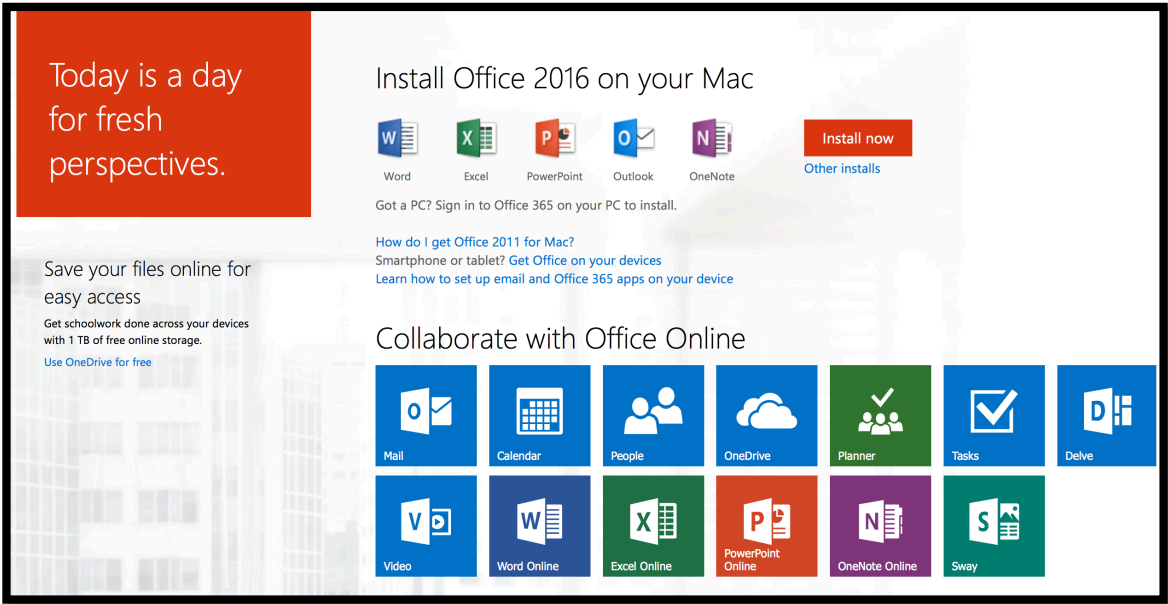 Today is a day
for fresh
perspectives.
Save your files online for
easy access
Get schoolwork done across your devices
with 1 TB of free online storage.
Use OneDrive for free
Install Office 2016 on your Mac
W
X
P
O
N
Word
Excel
PowerPoint
Outlook
OneNote
Install now
Other installs
Got a PC? Sign in to Office 365 on your PC to install.
How do I get Office 2011 for Mac?
Smartphone or tablet? Get Office on your devices
Learn how to set up email and Office 365 apps on your device
Collaborate with Office Online
O
Mail
Calendar
People
OneDrive
Planner
Tasks
D
Delve
V
Video
W
Word Online
X
Excel Online
P
PowerPoint
Online
N
OneNote Online
S
Sway